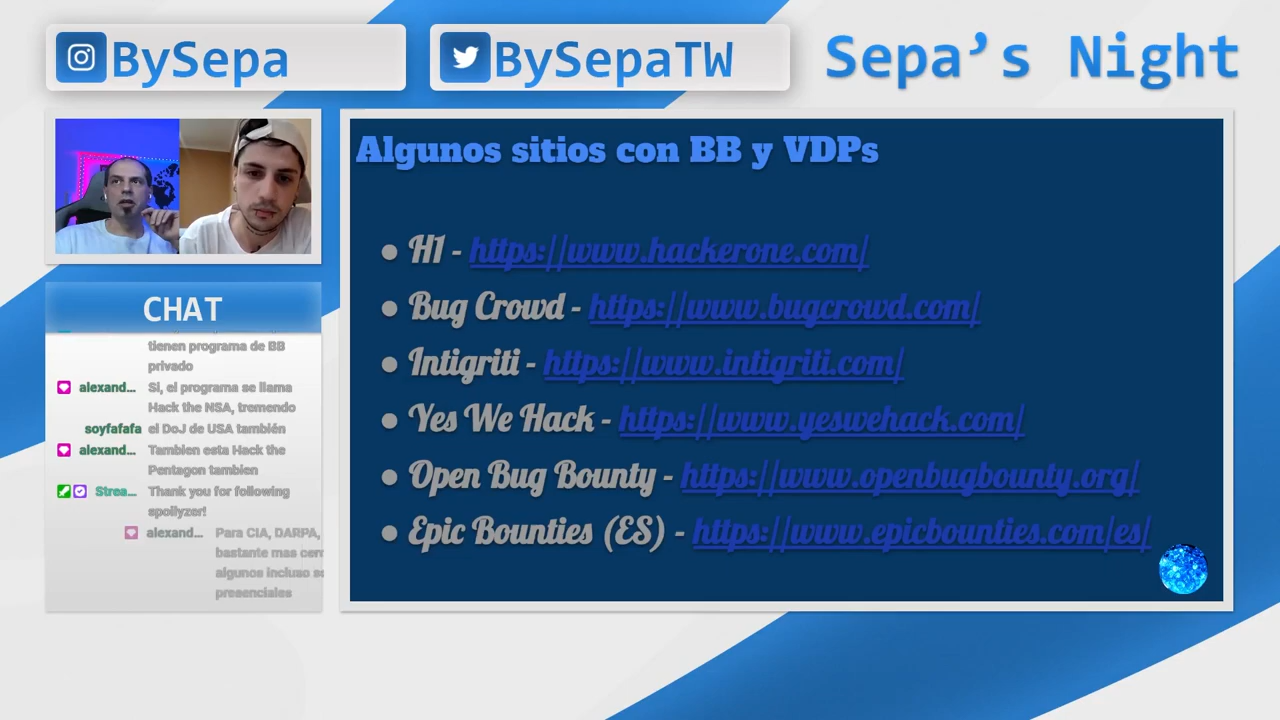 BySepa
BySepaTW
Sepa’s Night
CHAT
tienen programa de BB
privado
alexand... Si, el programa se llama
Hack the NSA, tremendo
soyfafafa el DoJ de USA también
alexand... Tambien esta Hack the
Pentagon tambien
Strea... Thank you for following
spollyzer!
alexand... Para CIA, DARPA,
bastante mas
algunos incluso
presenciales
Algunos sitios con BB y VDPs
● H1 - https://www.hackerone.com/
● Bug Crowd - https://www.bugcrowd.com/
● Intigriti - https://www.intigriti.com/
● Yes We Hack - https://www.yeswehack.com/
● Open Bug Bounty - https://www.openbugbounty.org/
● Epic Bounties (ES) - https://www.epicbounties.com/es/